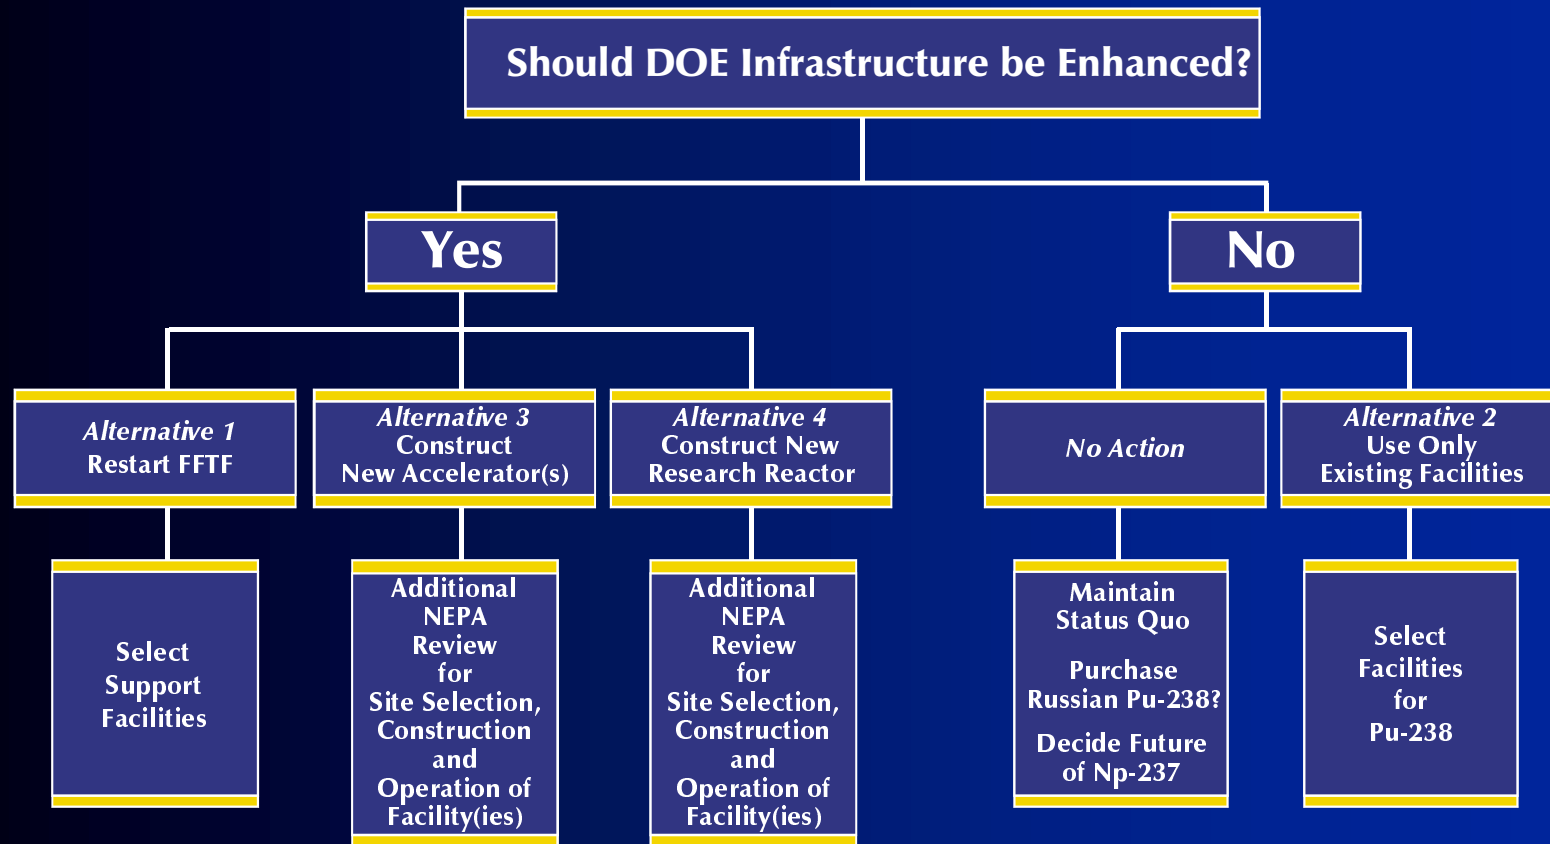 Should DOE Infrastructure be Enhanced?
Yes
No
Alternative 1
Restart FFTF
Alternative 3
Construct
New Accelerator(s)
Alternative 4
Construct New
Research Reactor
No Action
Alternative 2
Use Only
Existing Facilities
Select
Support
Facilities
Additional
NEPA
Review
for
Site Selection,
Construction
and
Operation of
Facility(ies)
Additional
NEPA
Review
for
Site Selection,
Construction
and
Operation of
Facility(ies)
Maintain
Status Quo
Purchase
Russian Pu-238?
Decide Future
of Np-237
Select
Facilities
for
Pu-238